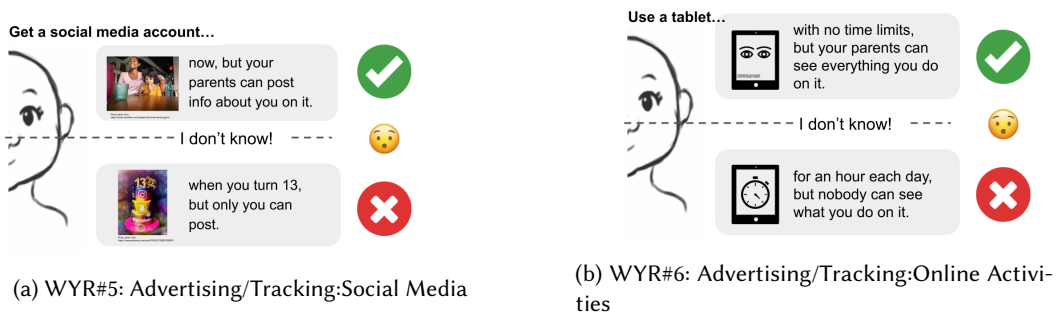 Get a social media account…
now, but your
parents can post
info about you on it.
I don't know!
13
when you turn 13,
but only you can
post.
(a) WYR#5: Advertising/Tracking:Social Media
Use a tablet…
with no time limits,
but your parents can
see everything you do
on it.
I don't know!
for an hour each day,
but nobody can see
what you do on it.
(b) WYR#6: Advertising/Tracking:Online Activi-
ties